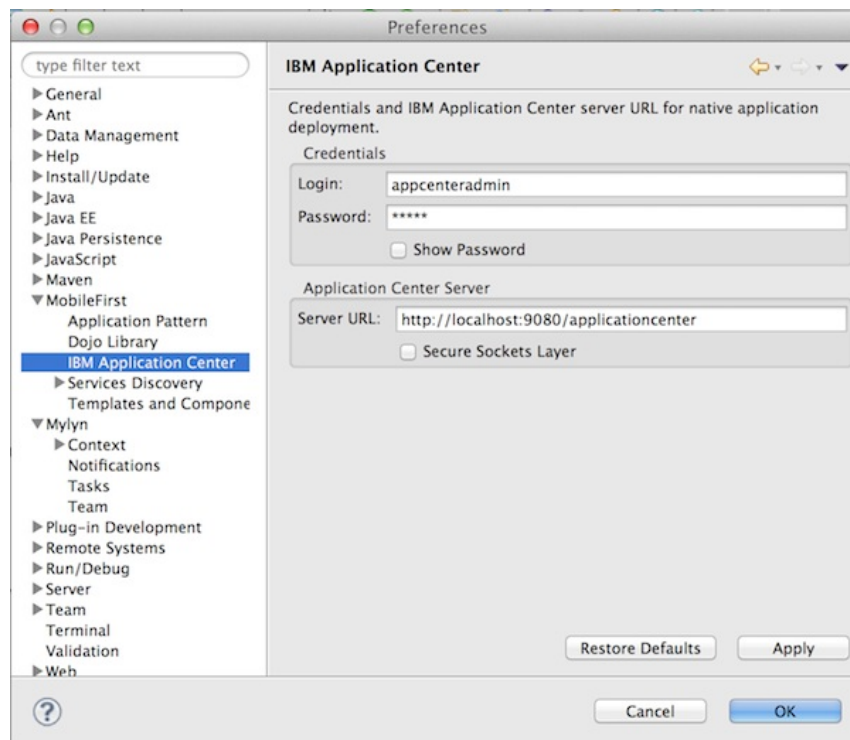 Preferences
type filter text
General
Ant
Data Management
Help
Install/Update
Java
Java EE
Java Persistence
JavaScript
Maven
MobileFirst
Application Pattern
Dojo Library
IBM Application Center
Services Discovery
Templates and Compone
Mylyn
Context
Notifications
Tasks
Team
Plug-in Development
Remote Systems
Run/Debug
Server
Team
Terminal
Validation
Web
IBM Application Center
Credentials and IBM Application Center server URL for native application
deployment.
Credentials
Login: appcenteradmin
Password: *****
Show Password
Application Center Server
Server URL: http://localhost:9080/applicationcenter
Secure Sockets Layer
Restore Defaults Apply
? Cancel OK